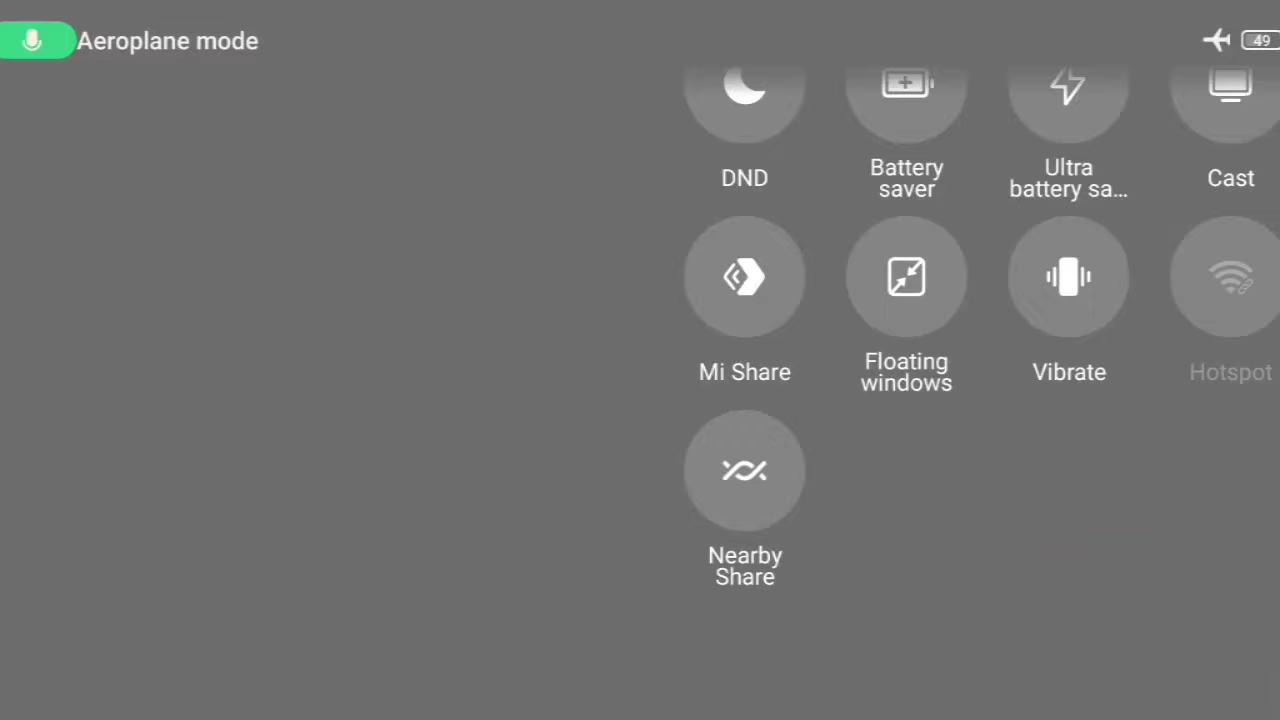 Aeroplane mode
49
DND
Battery
saver
Ultra
battery sa...
Cast
Mi Share
Floating
windows
Vibrate
Hotspot
Nearby
Share